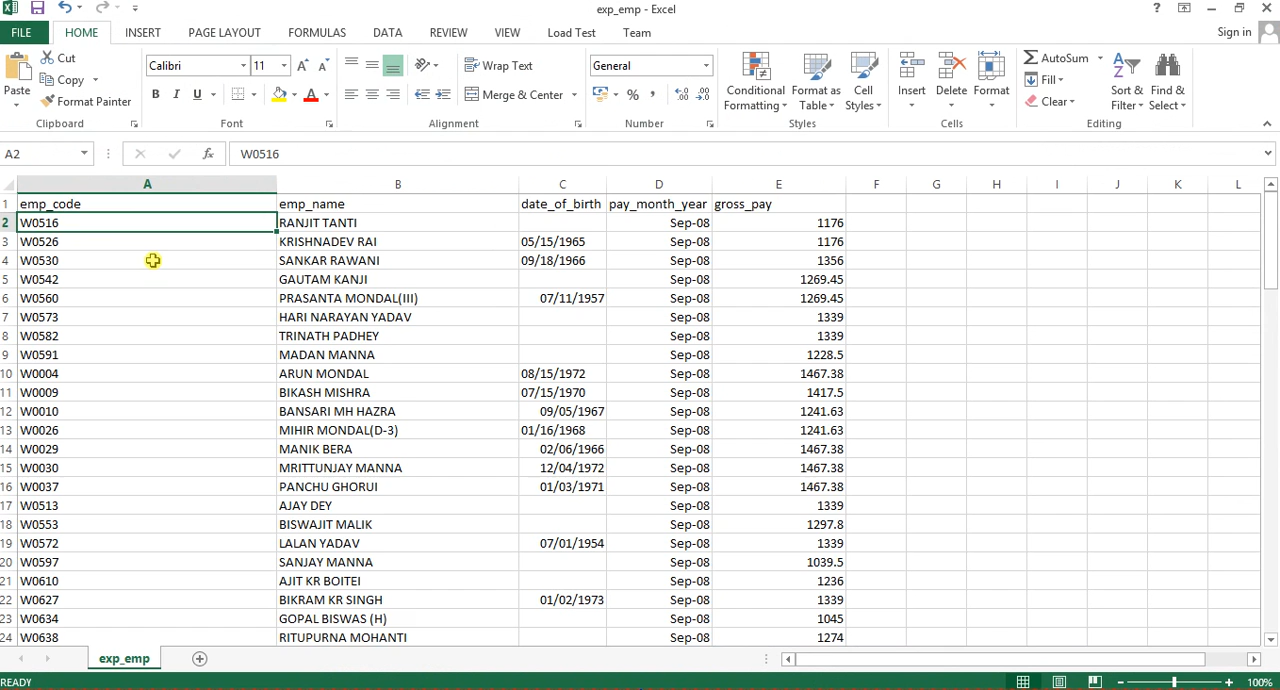 exp_emp - Excel
Sign in
FILE HOME INSERT PAGE LAYOUT FORMULAS DATA REVIEW VIEW Load Test Team
Paste
Cut
Copy
Format Painter
Clipboard
Calibri 11
B I U
Font
Wrap Text
Merge & Center
Alignment
General
Number
Conditional Formatting
Format as Table
Cell Styles
Styles
Insert Delete Format
Cells
AutoSum
Fill
Clear
Sort & Filter
Find & Select
Editing
A2 fx W0516
A B C D E F G H I J K L
1 emp_code emp_name date_of_birth pay_month_year gross_pay
2 W0516 RANJIT TANTI Sep-08 1176
3 W0526 KRISHNADEV RAI 05/15/1965 Sep-08 1176
4 W0530 SANKAR RAWANI 09/18/1966 Sep-08 1356
5 W0542 GAUTAM KANJI Sep-08 1269.45
6 W0560 PRASANTA MONDAL(III) 07/11/1957 Sep-08 1269.45
7 W0573 HARI NARAYAN YADAV Sep-08 1339
8 W0582 TRINATH PADHEY Sep-08 1339
9 W0591 MADAN MANNA Sep-08 1228.5
10 W0004 ARUN MONDAL 08/15/1972 Sep-08 1467.38
11 W0009 BIKASH MISHRA 07/15/1970 Sep-08 1417.5
12 W0010 BANSARI MH HAZRA 09/05/1967 Sep-08 1241.63
13 W0026 MIHIR MONDAL(D-3) 01/16/1968 Sep-08 1241.63
14 W0029 MANIK BERA 02/06/1966 Sep-08 1467.38
15 W0030 MRITTUNJAY MANNA 12/04/1972 Sep-08 1467.38
16 W0037 PANCHU GHORUI 01/03/1971 Sep-08 1467.38
17 W0513 AJAY DEY Sep-08 1339
18 W0553 BISWAJIT MALIK Sep-08 1297.8
19 W0572 LALAN YADAV 07/01/1954 Sep-08 1339
20 W0597 SANJAY MANNA Sep-08 1039.5
21 W0610 AJIT KR BOITEI Sep-08 1236
22 W0627 BIKRAM KR SINGH 01/02/1973 Sep-08 1339
23 W0634 GOPAL BISWAS (H) Sep-08 1045
24 W0638 RITUPURNA MOHANTI Sep-08 1274
exp_emp
READY 100%